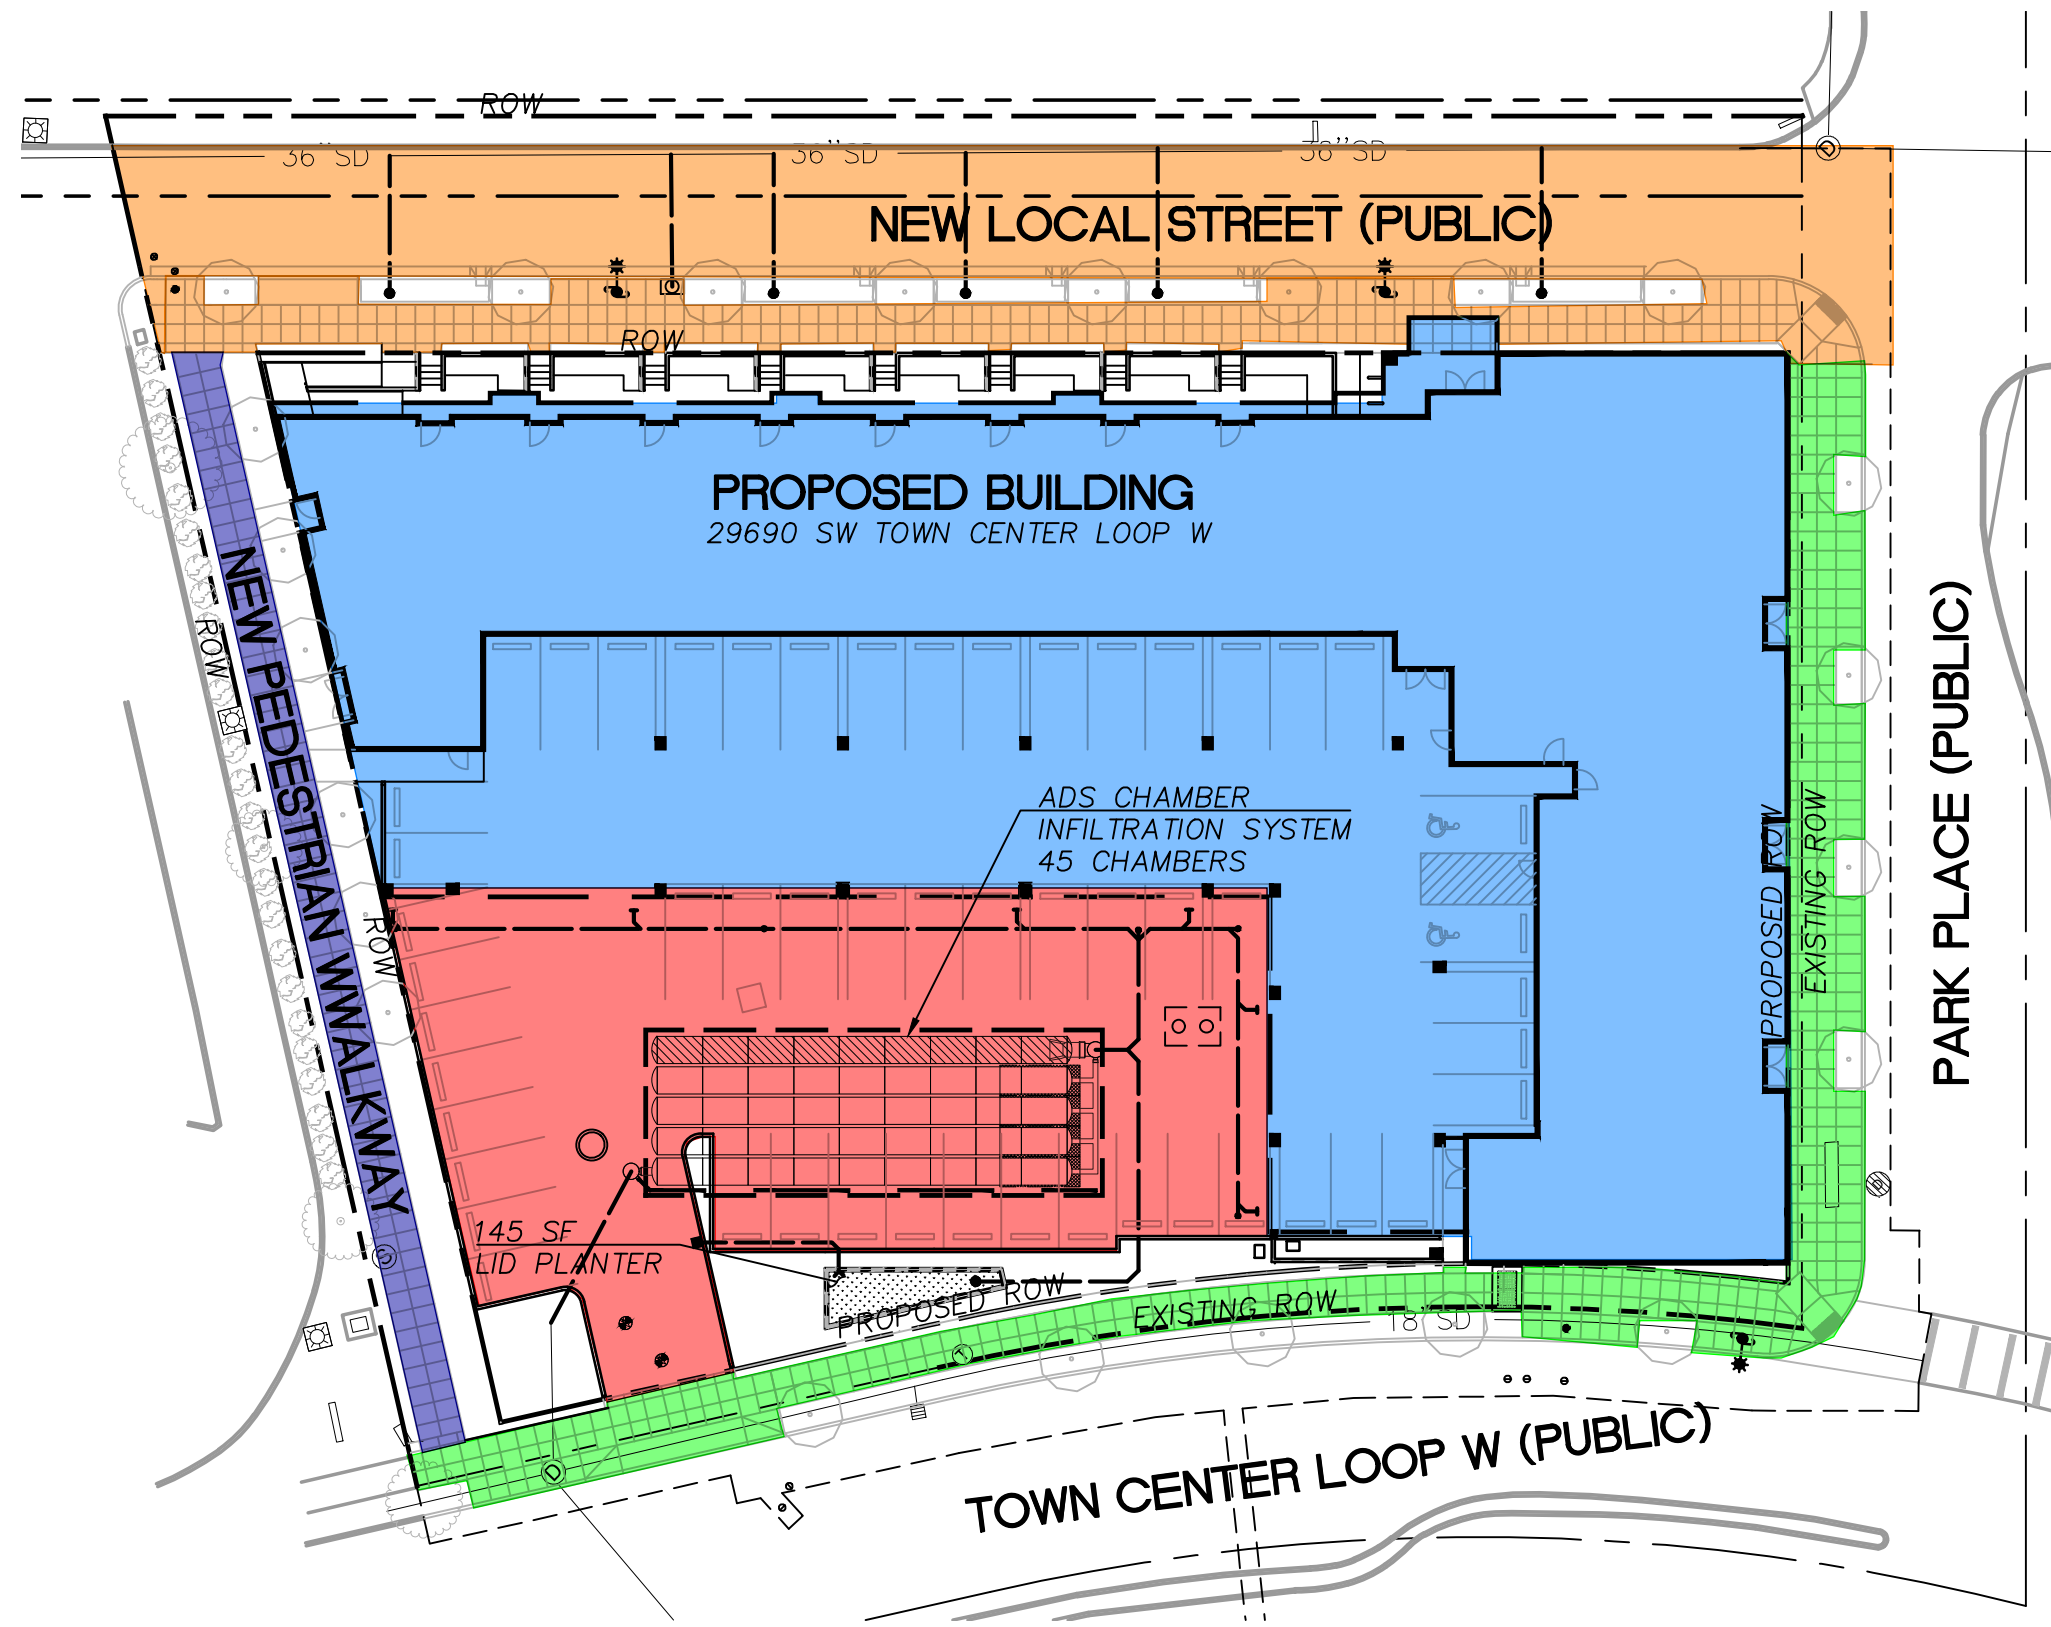 ROW
36"SD
36"SD
36"SD
NEW LOCAL STREET (PUBLIC)
ROW
PROPOSED BUILDING
29690 SW TOWN CENTER LOOP W
NEW PEDESTRIAN WWALKWAY
ROW
ROW
ADS CHAMBER
INFILTRATION SYSTEM
45 CHAMBERS
PROPOSED ROW
EXISTING ROW
PARK PLACE (PUBLIC)
145 SF
LID PLANTER
PROPOSED ROW
EXISTING ROW
18"SD
TOWN CENTER LOOP W (PUBLIC)
D
D
S
T